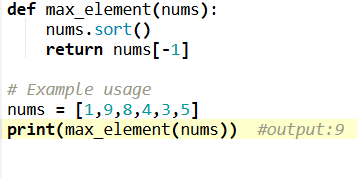 def max_element(nums):
    nums.sort()
    return nums[-1]

# Example usage
nums = [1,9,8,4,3,5]
print(max_element(nums))  #output:9